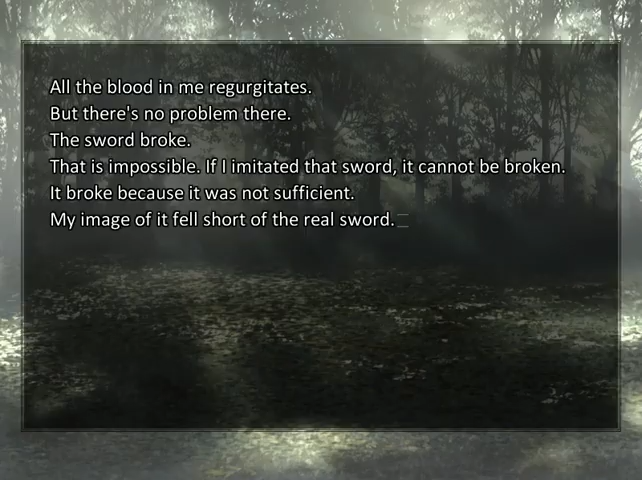 All the blood in me regurgitates.
But there's no problem there.
The sword broke.
That is impossible. If I imitated that sword, it cannot be broken.
It broke because it was not sufficient.
My image of it fell short of the real sword.